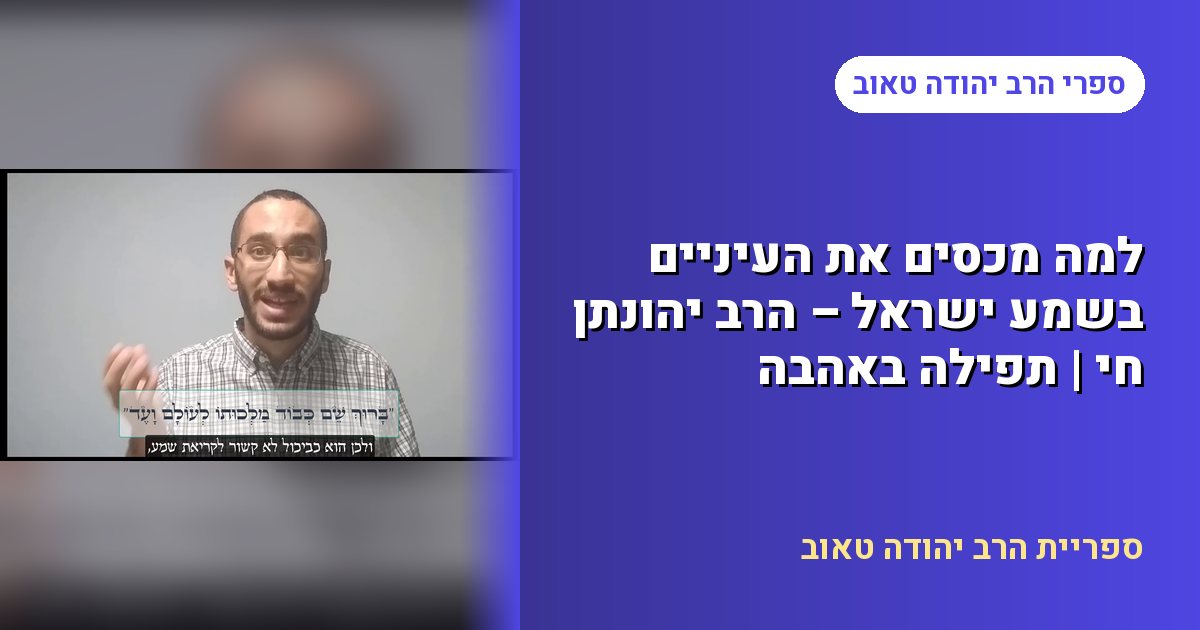 ספרי הרב יהודה טאוב
למה מכסים את העיניים
בשמע ישראל – הרב יהונתן
חי | תפילה באהבה
"בָּרוּךְ שֵׁם כְּבוֹד מַלְכוּתוֹ לְעוֹלָם וָעֶד"
ולכן הוא כביכול לא קשור לקריאת שמע,
ספריית הרב יהודה טאוב